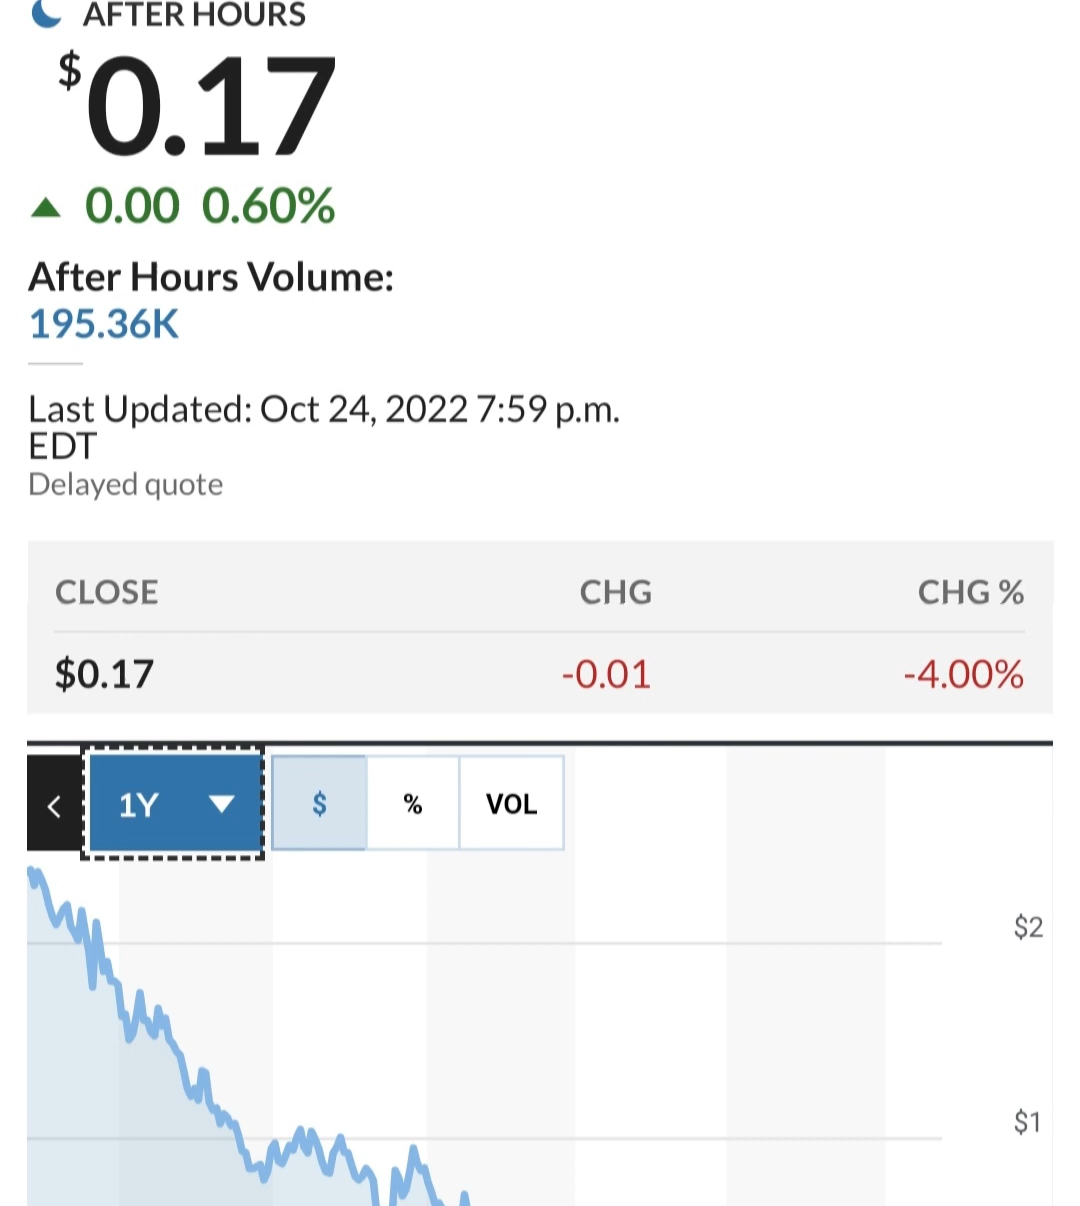 AFTER HOURS
$0.17
0.00 0.60%
After Hours Volume:
195.36K
Last Updated: Oct 24, 2022 7:59 p.m.
EDT
Delayed quote
CLOSE CHG CHG %
$0.17 -0.01 -4.00%
< 1Y $ % VOL
$2
$1